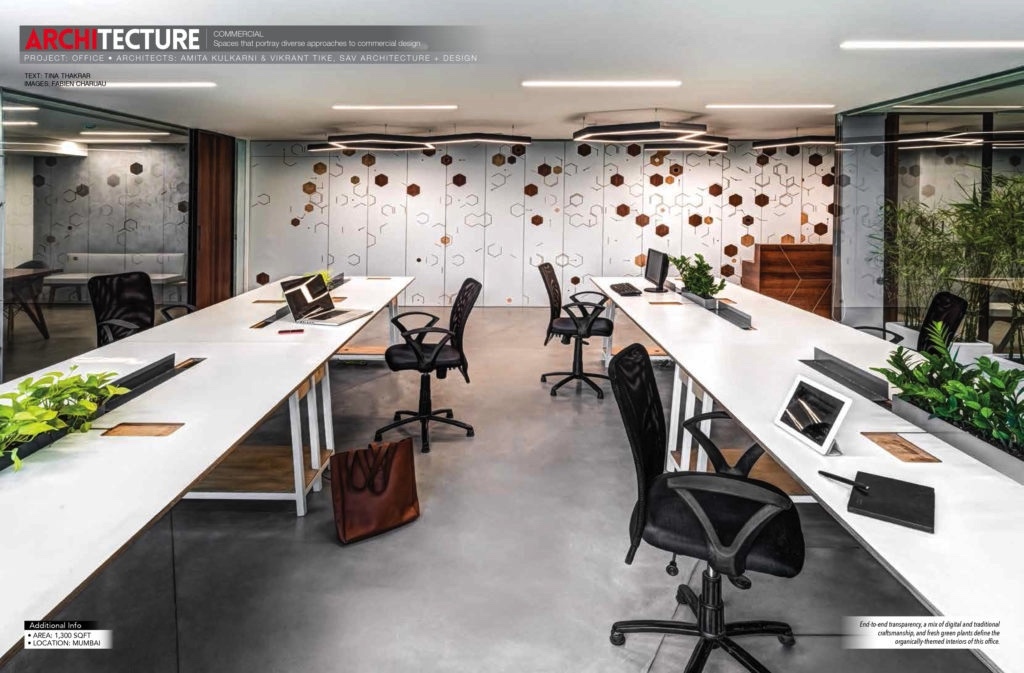 ARCHITECTURE
COMMERCIAL
Spaces that portray diverse approaches to commercial design
PROJECT: OFFICE • ARCHITECTS: AMITA KULKARNI & VIKRANT TIKE, SAV ARCHITECTURE + DESIGN
TEXT: TINA THAKRAR
IMAGES: FABIEN CHARUAU
Additional Info
• AREA: 1,300 SQFT
• LOCATION: MUMBAI
End-to-end transparency, a mix of digital and traditional
craftsmanship, and fresh green plants define the
organically-themed interiors of this office.